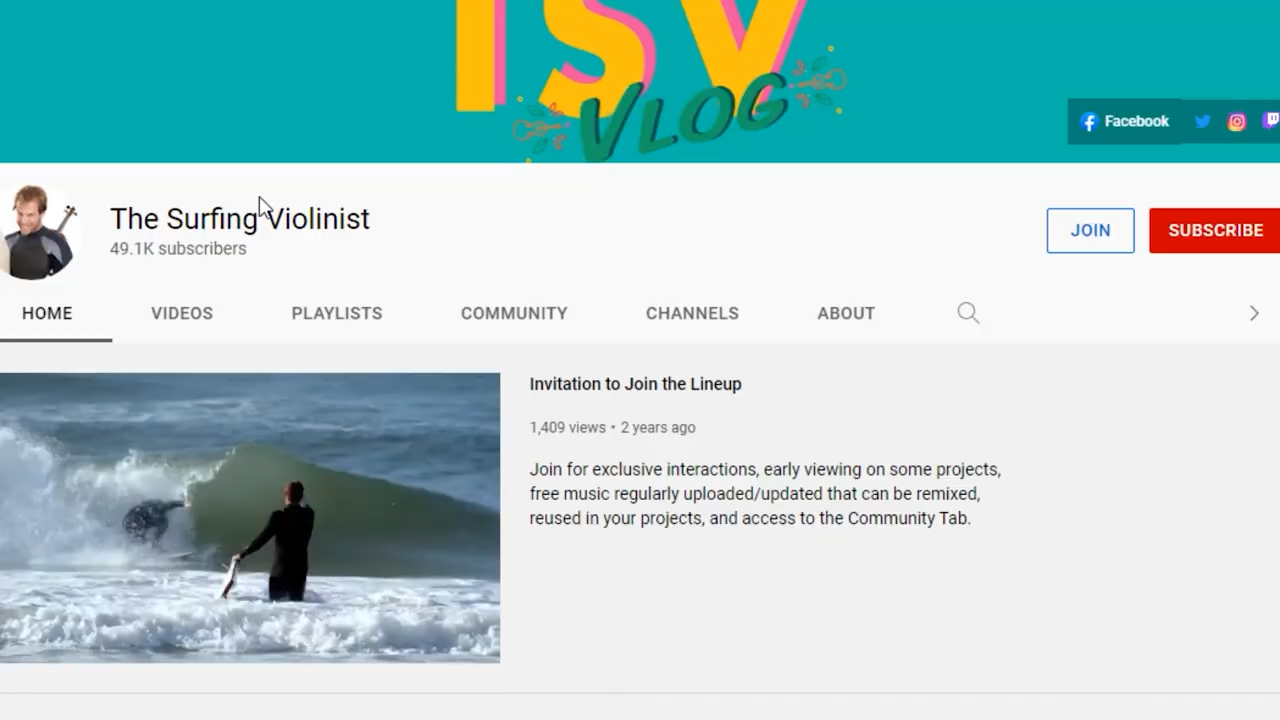 TSV
VLOG
Facebook
The Surfing Violinist
49.1K subscribers
JOIN
SUBSCRIBE
HOME
VIDEOS
PLAYLISTS
COMMUNITY
CHANNELS
ABOUT
Invitation to Join the Lineup
1,409 views • 2 years ago
Join for exclusive interactions, early viewing on some projects,
free music regularly uploaded/updated that can be remixed,
reused in your projects, and access to the Community Tab.